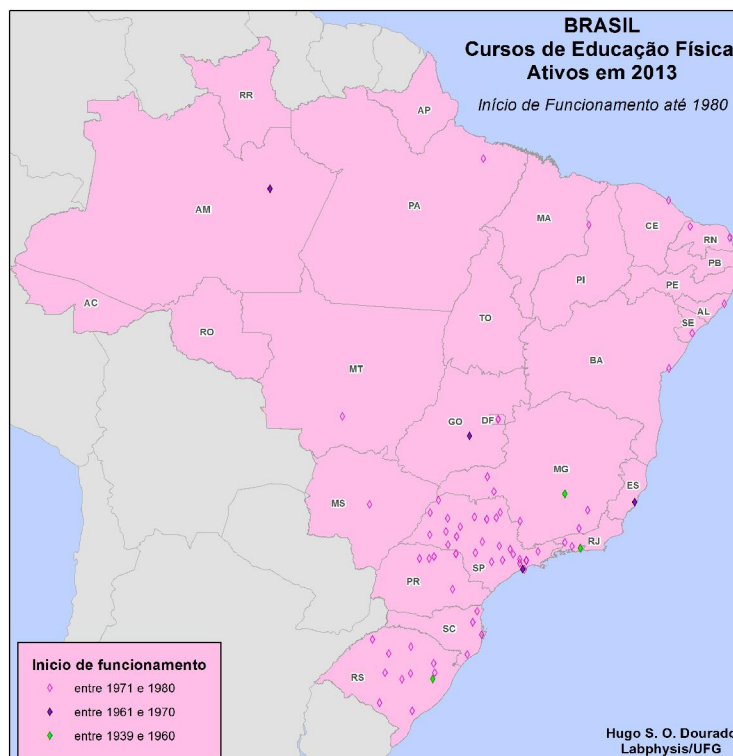 BRASIL
Cursos de Educação Física
Ativos em 2013
Início de Funcionamento até 1980
RR
AP
AM
PA
MA
CE
RN
PB
PE
PI
AL
SE
AC
RO
TO
BA
MT
GO
DF
MG
ES
MS
RJ
SP
PR
SC
RS
Inicio de funcionamento
entre 1971 e 1980
entre 1961 e 1970
entre 1939 e 1960
Hugo S. O. Dourado
Labphysis/UFG